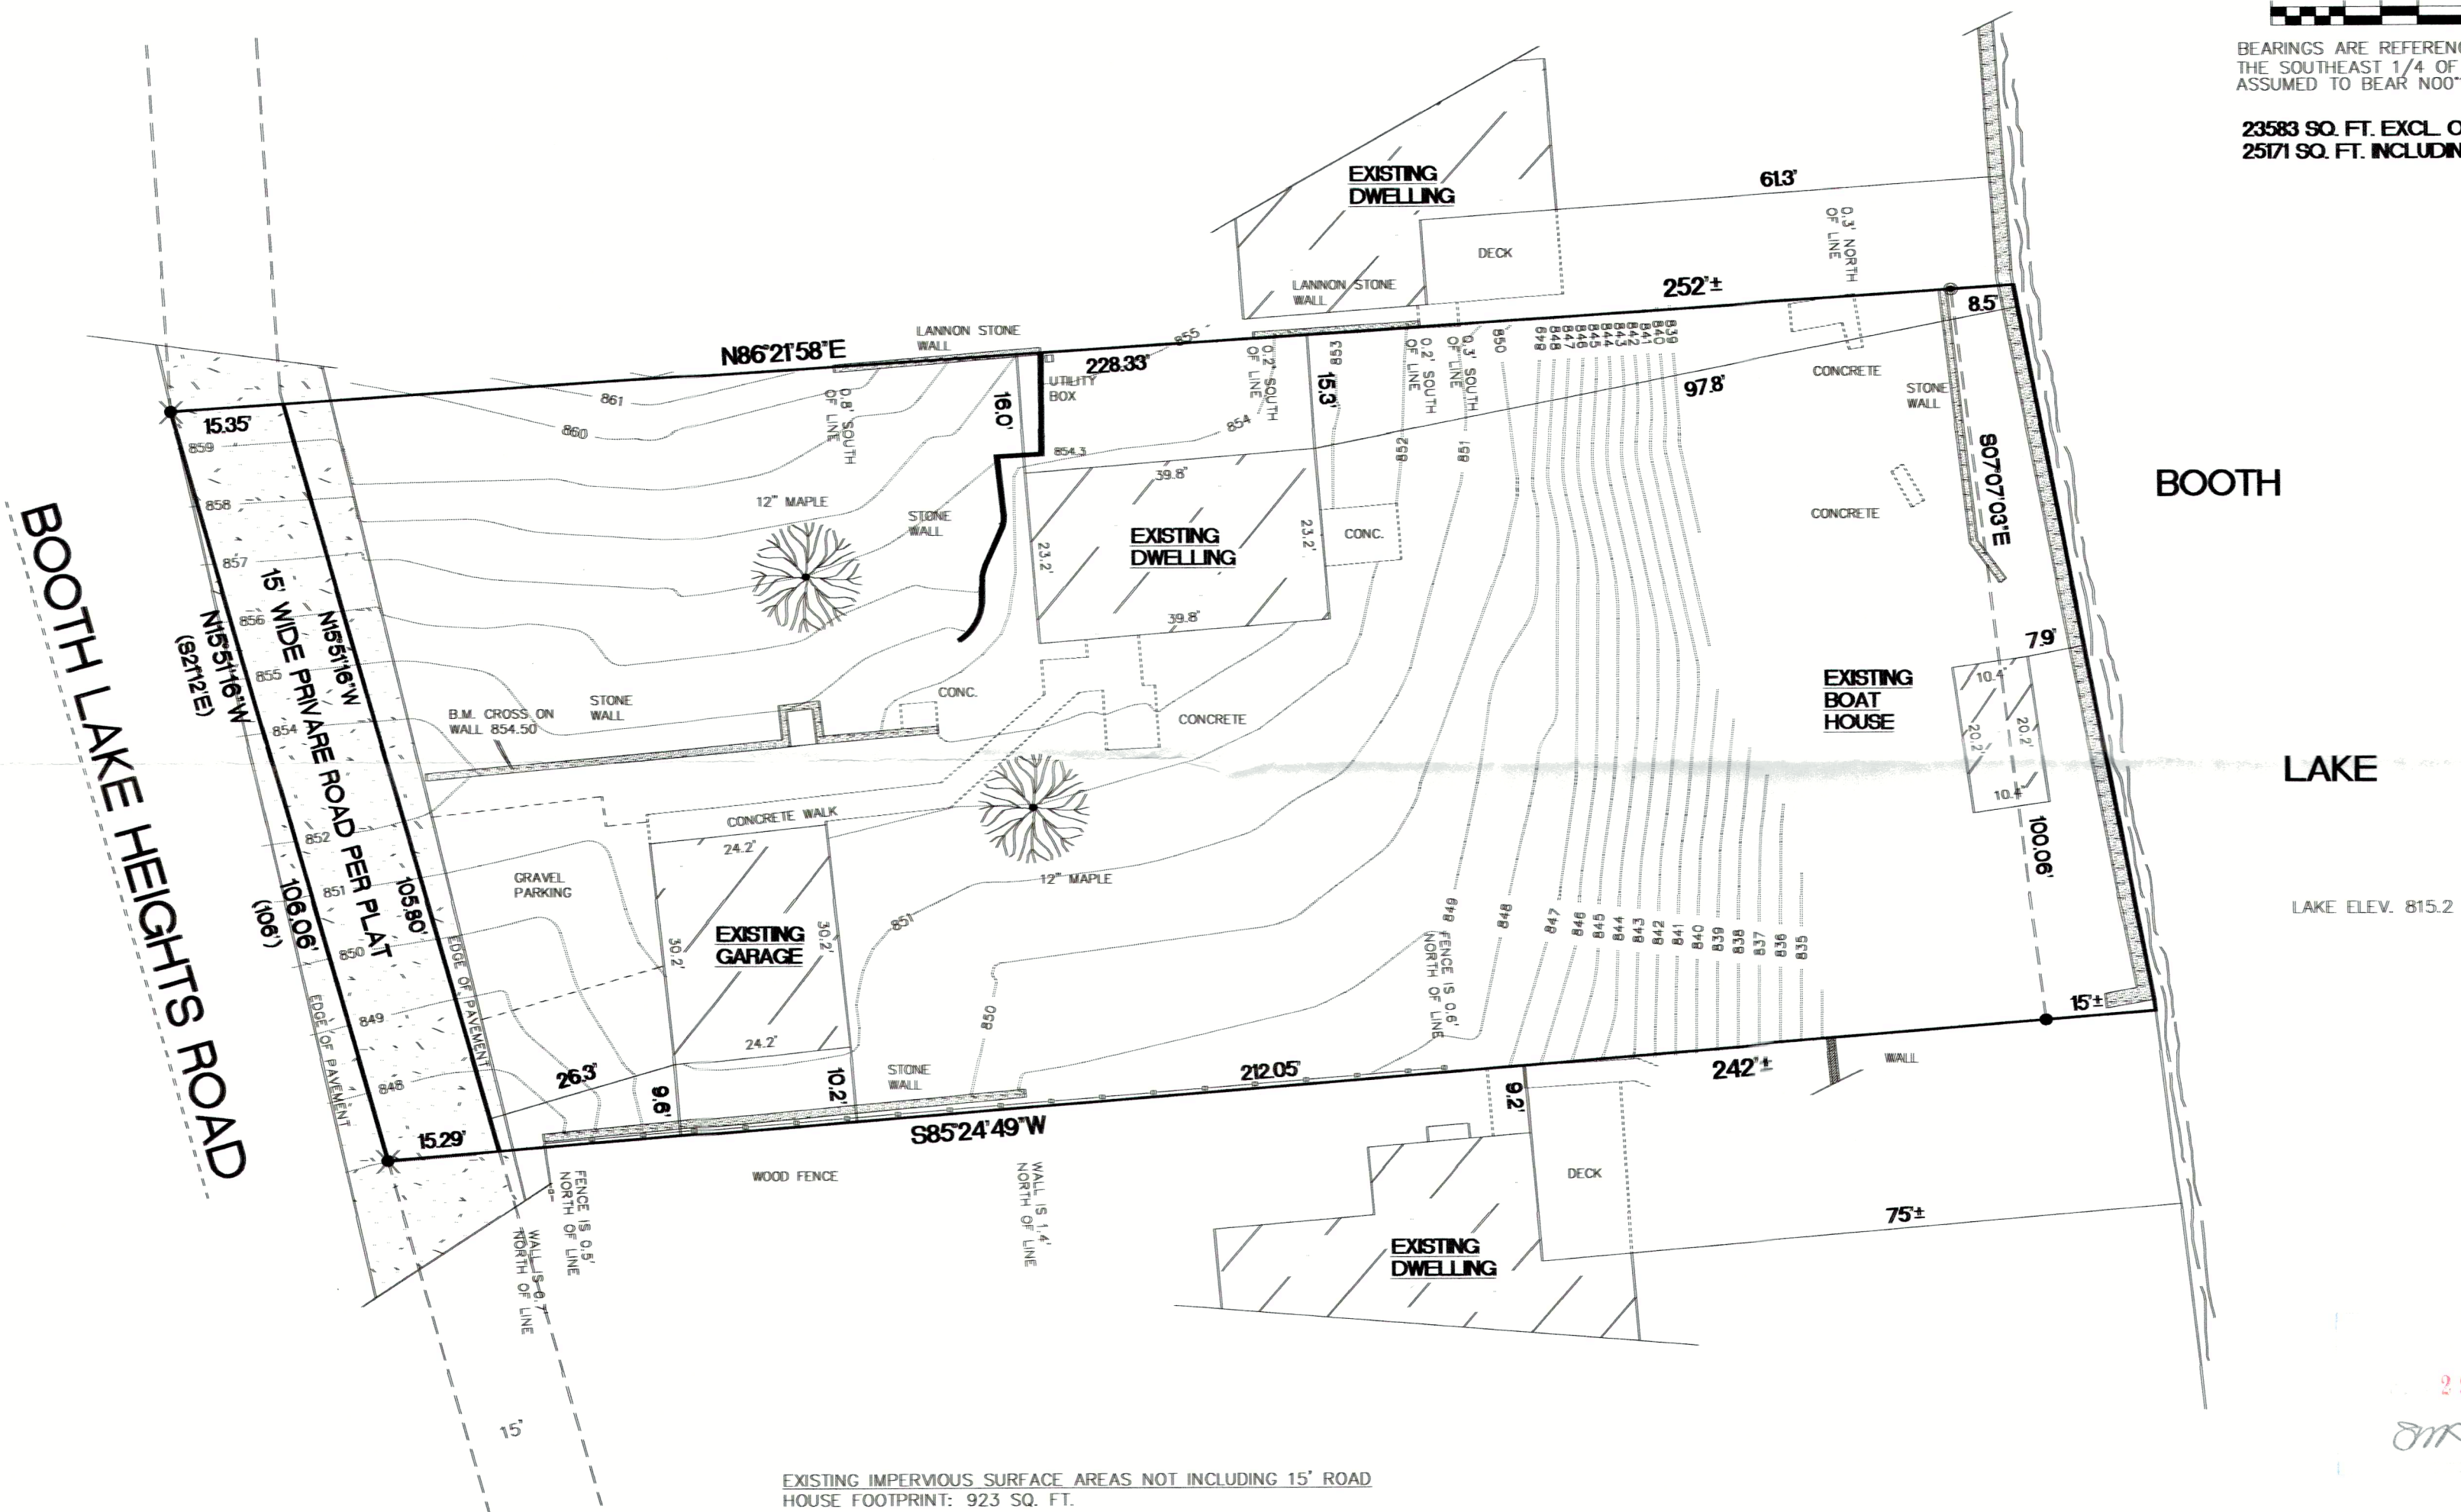 BEARINGS ARE
THE SOUTHEAST 1/4 OF
ASSUMED TO BEAR
23583 SQ. FT. EXCL.
25171 SQ. FT.
EXISTING
DWELLING
61.3'
0.3' NORTH
OF LINE
DECK
LANNON STONE
WALL
252'±
8.5'
LANNON STONE
WALL
N86°21'58"E
228.33'
855
UTILITY
BOX
16.0'
0.2' SOUTH
OF LINE
15.3'
853
0.2' SOUTH
OF LINE
0.3' SOUTH
OF LINE
850
849
848
847
846
845
844
843
842
841
840
839
97.8'
CONCRETE
STONE
WALL
861
860
0.8' SOUTH
OF LINE
15.35'
859
854
854.3
852
851
39.8'
S07°07'03"E
BOOTH
858
12" MAPLE
STONE
WALL
EXISTING
DWELLING
23.2'
23.2'
CONC.
CONCRETE
857
15' WIDE PRIVARE ROAD PER PLAT
N15°51'16"W
N15°51'16"W
(S21°12'E)
856
39.8'
7.9'
855
STONE
WALL
CONC.
B.M. CROSS ON
WALL 854.50
CONCRETE
EXISTING
BOAT
HOUSE
10.4'
20.2'
20.2'
10.4'
854
BOOTH LAKE HEIGHTS ROAD
LAKE
852
CONCRETE WALK
24.2'
100.06'
851
GRAVEL
PARKING
12" MAPLE
106.06'
(106')
105.80'
EXISTING
GARAGE
30.2'
30.2'
851
849
848
847
846
845
844
843
842
841
840
839
838
837
836
835
LAKE ELEV. 815.2
850
EDGE OF PAVEMENT
EDGE OF PAVEMENT
FENCE IS 0.6'
NORTH OF LINE
849
850
15'±
24.2'
848
26.3'
9.6'
10.2'
STONE
WALL
212.05'
9.2'
242'±
WALL
15.29'
S85°24'49"W
WOOD FENCE
FENCE IS 0.5'
NORTH OF LINE
WALL IS 0.7'
NORTH OF LINE
WALL IS 1.4'
NORTH OF LINE
DECK
75'±
EXISTING
DWELLING
15'
EXISTING IMPERVIOUS SURFACE AREAS NOT INCLUDING 15' ROAD
HOUSE FOOTPRINT: 923 SQ. FT.